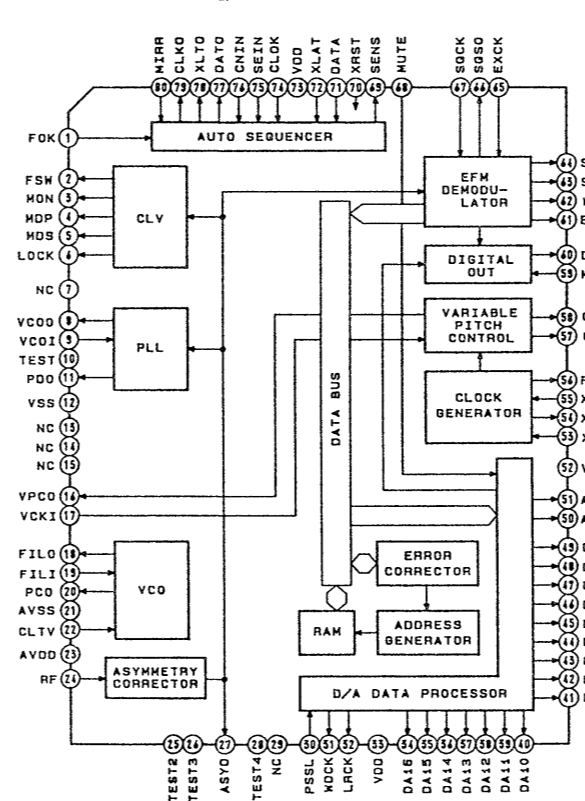 MIRR
CLKO
XLTO
DATO
CNIN
SEIN
CLOK
VDD
XLAT
DATA
XRST
SENS
MUTE
SQCK
SQSO
EXCK
80 79 78 77 76 75 74 73 72 71 70 69 68 67 66 65
AUTO SEQUENCER
FOK 1
FSW 2
MON 3
MDP 4
MDS 5
LOCK 6
NC 7
VCOO 8
VCOI 9
TEST 10
PDO 11
VSS 12
NC 13
NC 14
NC 15
VPCO 16
VCKI 17
FILO 18
FILI 19
PCO 20
AVSS 21
CLTV 22
AVDD 23
RF 24
CLV
PLL
VCO
ASYMMETRY
CORRECTOR
DATA BUS
EFM
DEMODU-
LATOR
DIGITAL
OUT
VARIABLE
PITCH
CONTROL
CLOCK
GENERATOR
ERROR
CORRECTOR
RAM
ADDRESS
GENERATOR
D/A DATA PROCESSOR
64
63
62
61
60
59
58
57
56
55
54
53
52
51
50
49
48
47
46
45
44
43
42
41
25 26 27 28 29 30 31 32 33 34 35 36 37 38 39 40
TEST2
TEST3
ASYO
TEST4
NC
PSSL
WDCK
LRCK
VDD
DA16
DA15
DA14
DA13
DA12
DA11
DA10